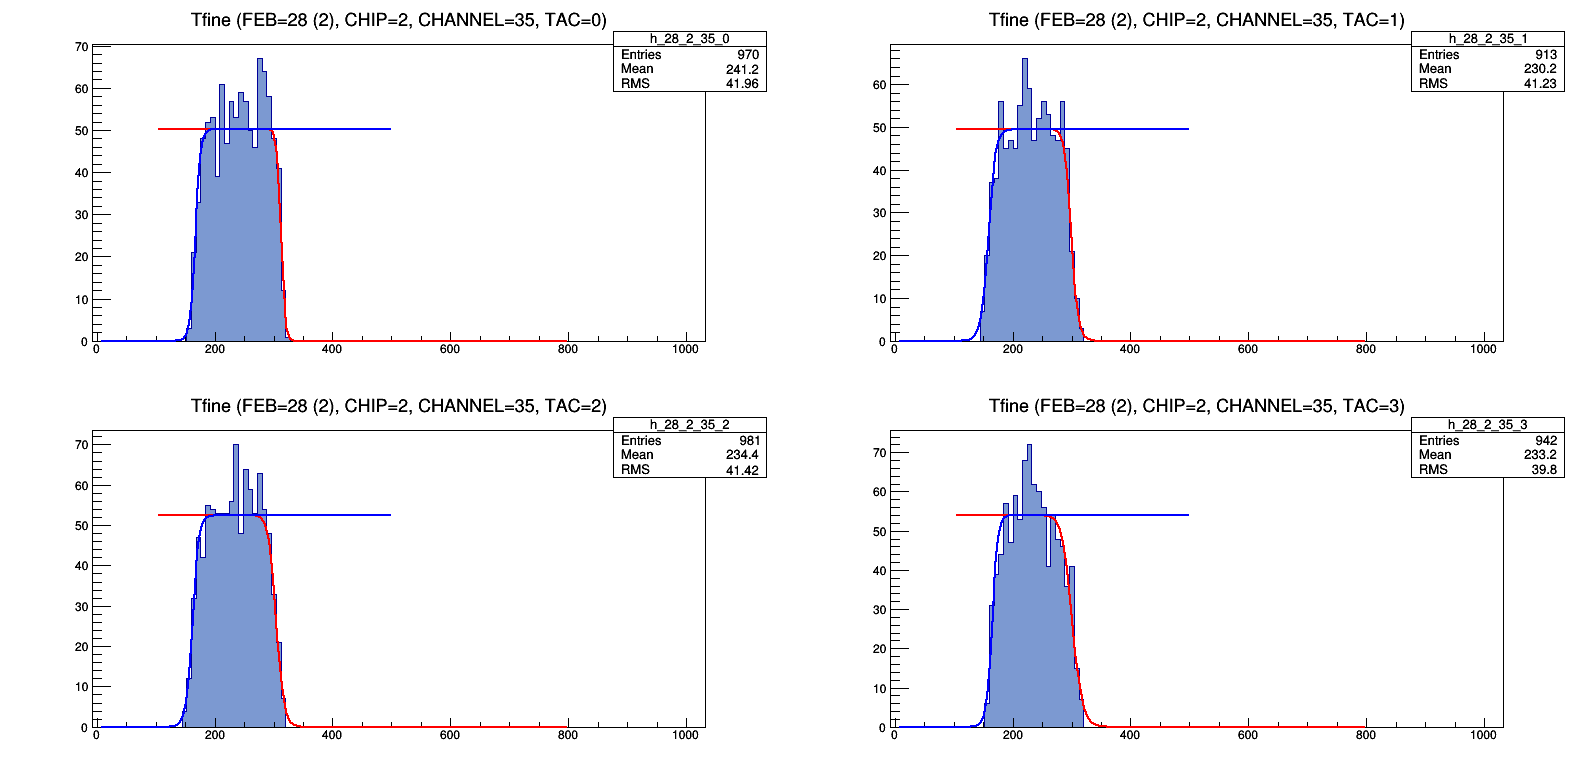 Tfine (FEB=28 (2), CHIP=2, CHANNEL=35, TAC=0)
h_28_2_35_0
Entries 970
Mean 241.2
RMS 41.96
70
60
50
40
30
20
10
0
0 200 400 600 800 1000
Tfine (FEB=28 (2), CHIP=2, CHANNEL=35, TAC=1)
h_28_2_35_1
Entries 913
Mean 230.2
RMS 41.23
60
50
40
30
20
10
0
0 200 400 600 800 1000
Tfine (FEB=28 (2), CHIP=2, CHANNEL=35, TAC=2)
h_28_2_35_2
Entries 981
Mean 234.4
RMS 41.42
70
60
50
40
30
20
10
0
0 200 400 600 800 1000
Tfine (FEB=28 (2), CHIP=2, CHANNEL=35, TAC=3)
h_28_2_35_3
Entries 942
Mean 233.2
RMS 39.8
70
60
50
40
30
20
10
0
0 200 400 600 800 1000